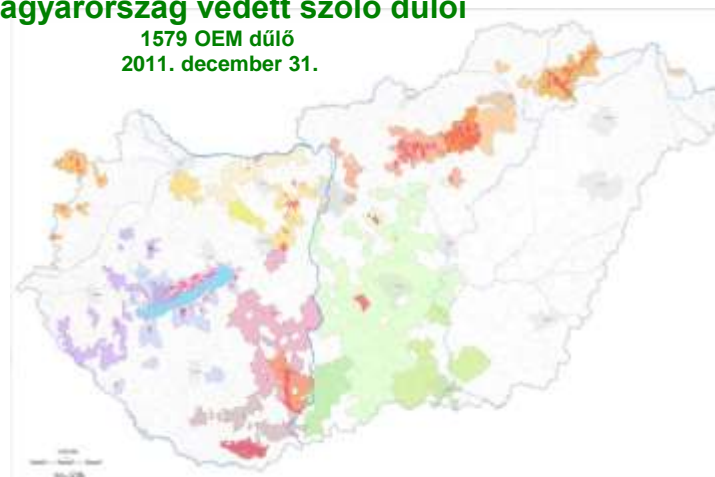 agyarország védett szőlő dűlői
1579 OEM dűlő
2011. december 31.